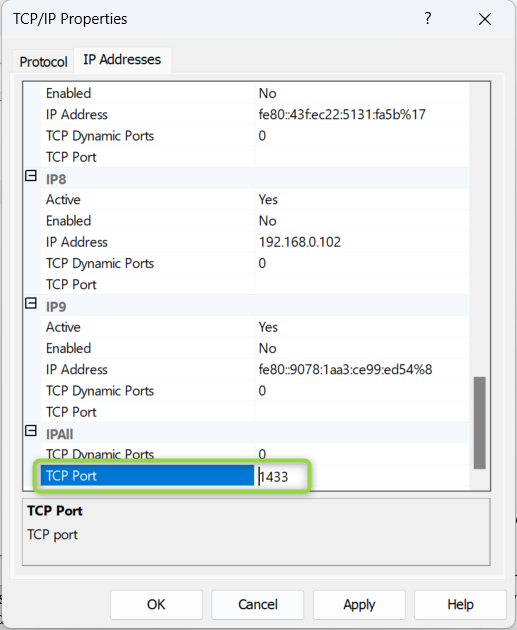 TCP/IP Properties ?
Protocol IP Addresses
Enabled No
IP Address fe80::43f:ec22:5131:fa5b%17
TCP Dynamic Ports 0
TCP Port
IP8
Active Yes
Enabled No
IP Address 192.168.0.102
TCP Dynamic Ports 0
TCP Port
IP9
Active Yes
Enabled No
IP Address fe80::9078:1aa3:ce99:ed54%8
TCP Dynamic Ports 0
TCP Port
IPAll
TCP Dynamic Ports 0
TCP Port 1433
TCP Port
TCP port
OK Cancel Apply Help